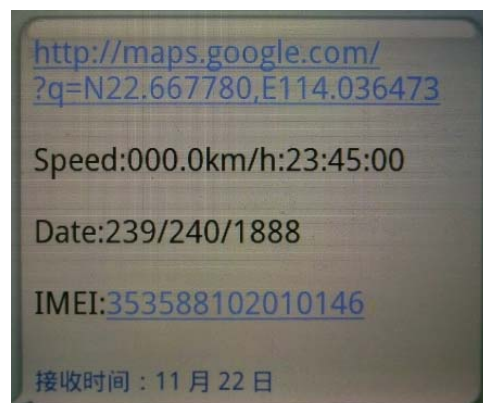 http://maps.google.com/
?q=N22.667780,E114.036473
Speed:000.0km/h:23:45:00
Date:239/240/1888
IMEI:353588102010146
接收时间：11 月 22 日